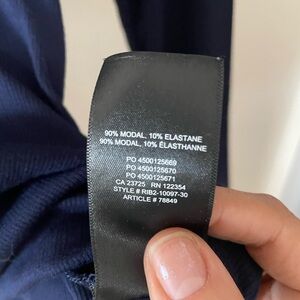 90% MODAL, 10% ELASTANE
90% MODAL, 10% ÉLASTHANNE
PO 4500125669
PO 4500125670
PO 4500125671
CA 23725 RN 122354
STYLE # RIB2-10097-30
ARTICLE # 78849